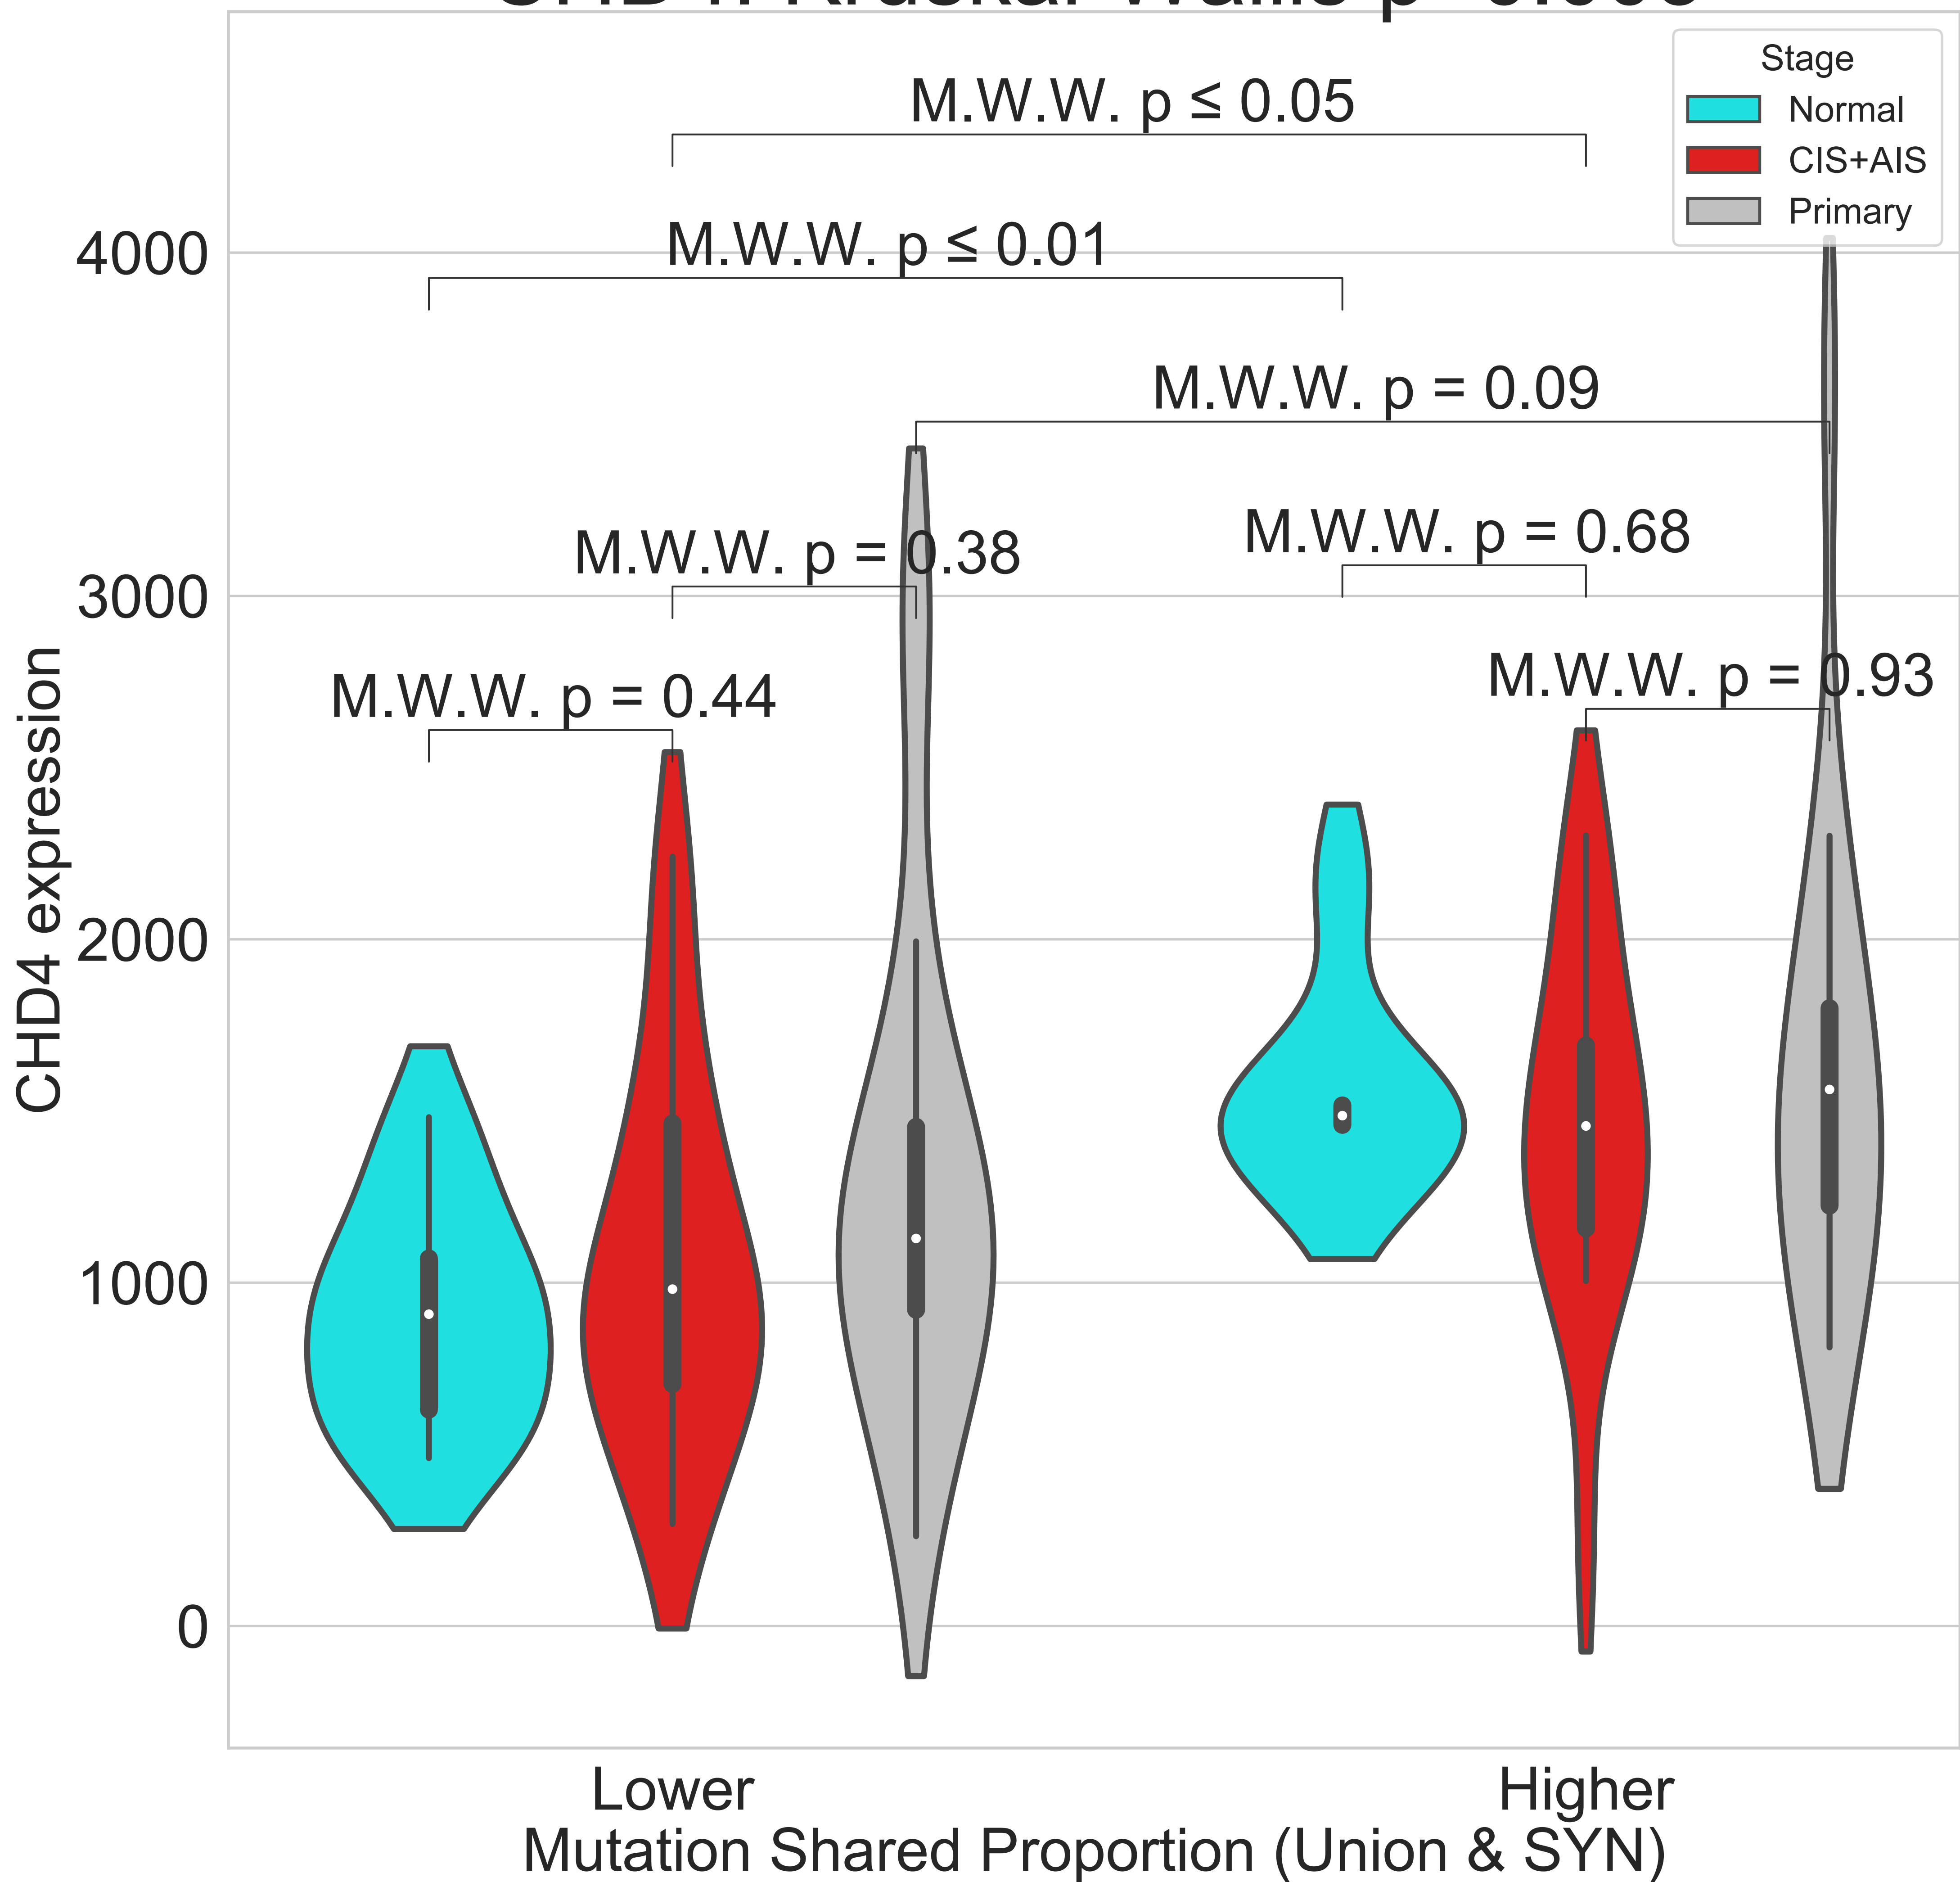 Stage
Normal
CIS+AIS
Primary
M.W.W. p ≤ 0.05
M.W.W. p ≤ 0.01
M.W.W. p = 0.09
M.W.W. p = 0.38
M.W.W. p = 0.68
M.W.W. p = 0.44
M.W.W. p = 0.93
4000
3000
2000
1000
0
CHD4 expression
Lower
Higher
Mutation Shared Proportion (Union & SYN)